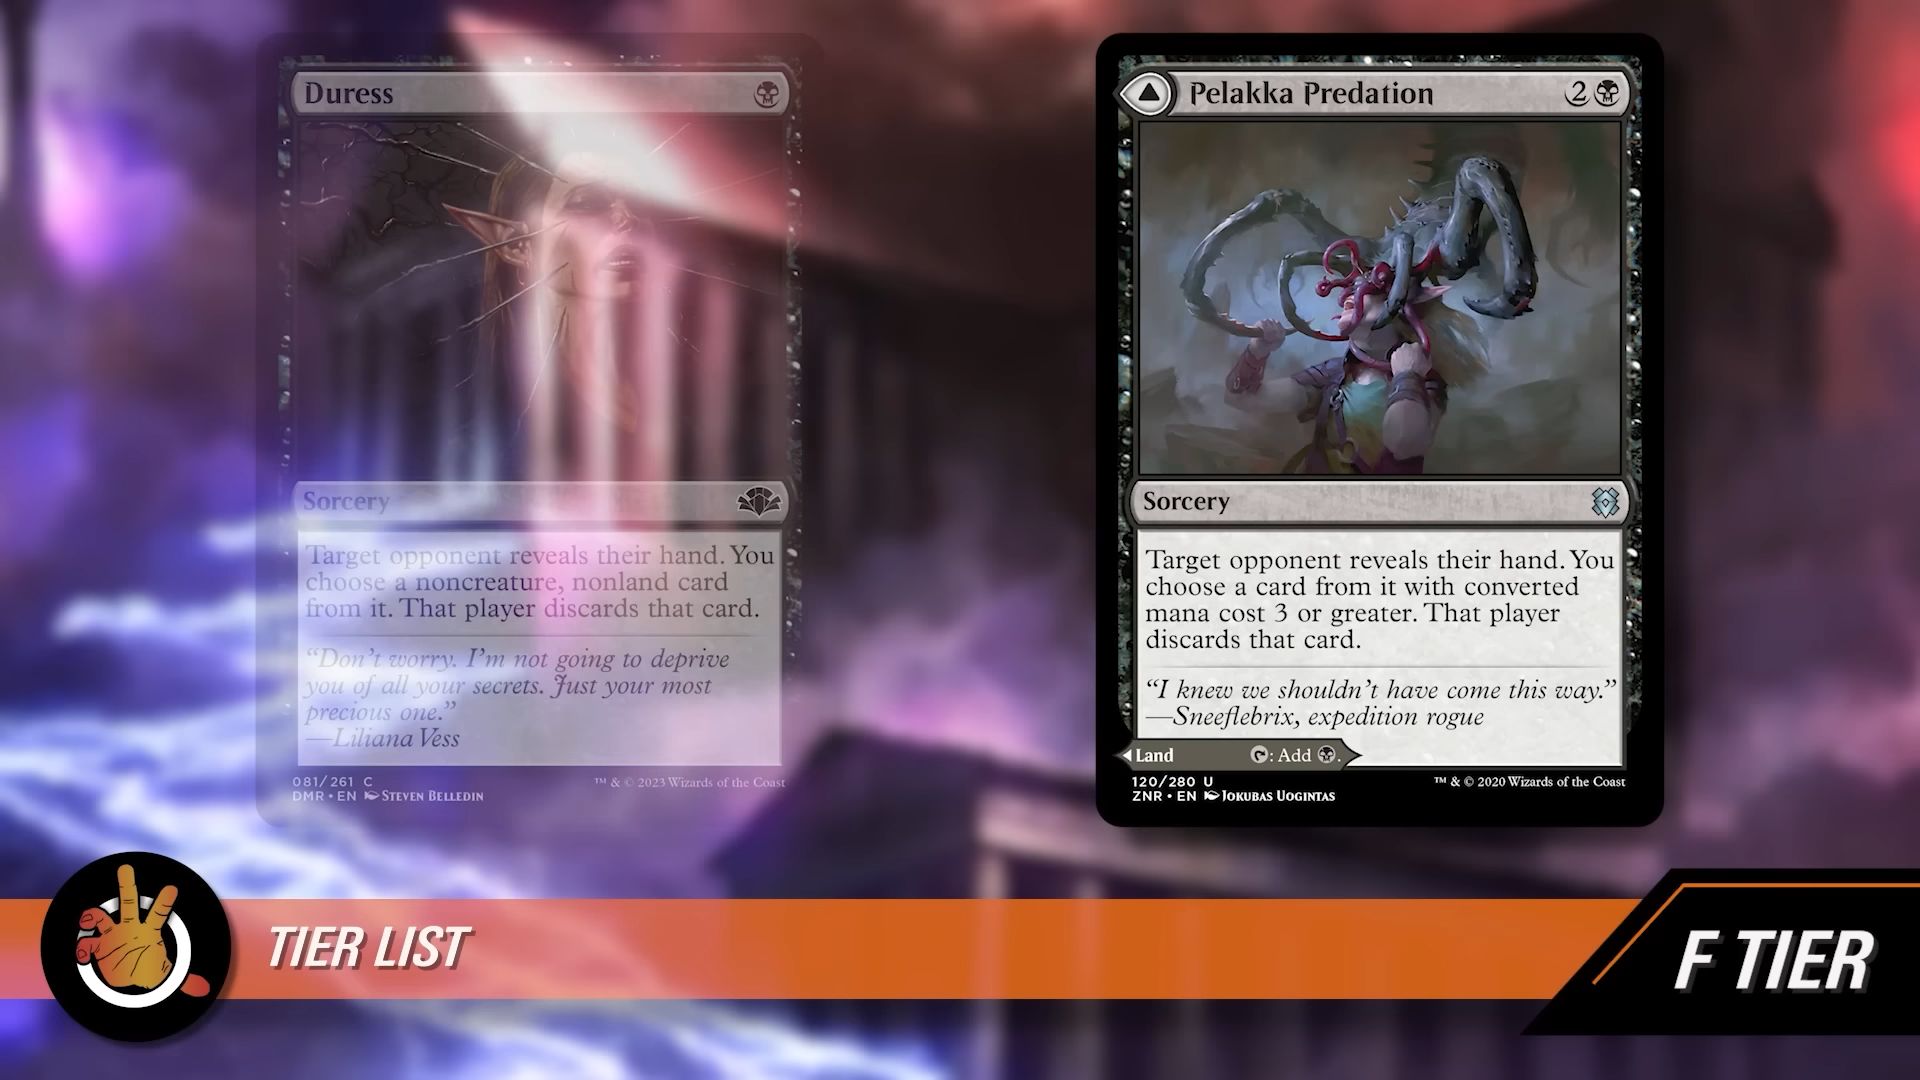 Duress
Sorcery
Target opponent reveals their hand. You
choose a noncreature, nonland card
from it. That player discards that card.
“Don’t worry. I’m not going to deprive
you of all your secrets. Just your most
precious one.”
—Liliana Vess
081/261 C
DMR • EN STEVEN BELLEDIN
™ & © 2023 Wizards of the Coast
Pelakka Predation
2
Sorcery
Target opponent reveals their hand. You
choose a card from it with converted
mana cost 3 or greater. That player
discards that card.
“I knew we shouldn’t have come this way.”
—Sneeflebrix, expedition rogue
Land : Add .
120/280 U
ZNR • EN JOKUBAS UOGINTAS
™ & © 2020 Wizards of the Coast
TIER LIST
F TIER